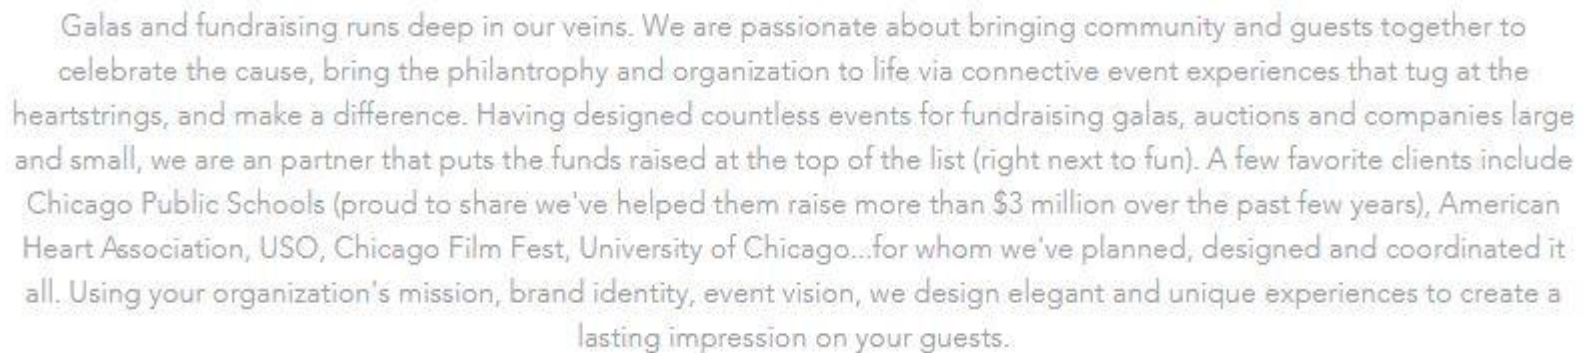 Galas and fundraising runs deep in our veins. We are passionate about bringing community and guests together to
celebrate the cause, bring the philantrophy and organization to life via connective event experiences that tug at the
heartstrings, and make a difference. Having designed countless events for fundraising galas, auctions and companies large
and small, we are an partner that puts the funds raised at the top of the list (right next to fun). A few favorite clients include
Chicago Public Schools (proud to share we've helped them raise more than $3 million over the past few years), American
Heart Association, USO, Chicago Film Fest, University of Chicago...for whom we've planned, designed and coordinated it
all. Using your organization's mission, brand identity, event vision, we design elegant and unique experiences to create a
lasting impression on your guests.